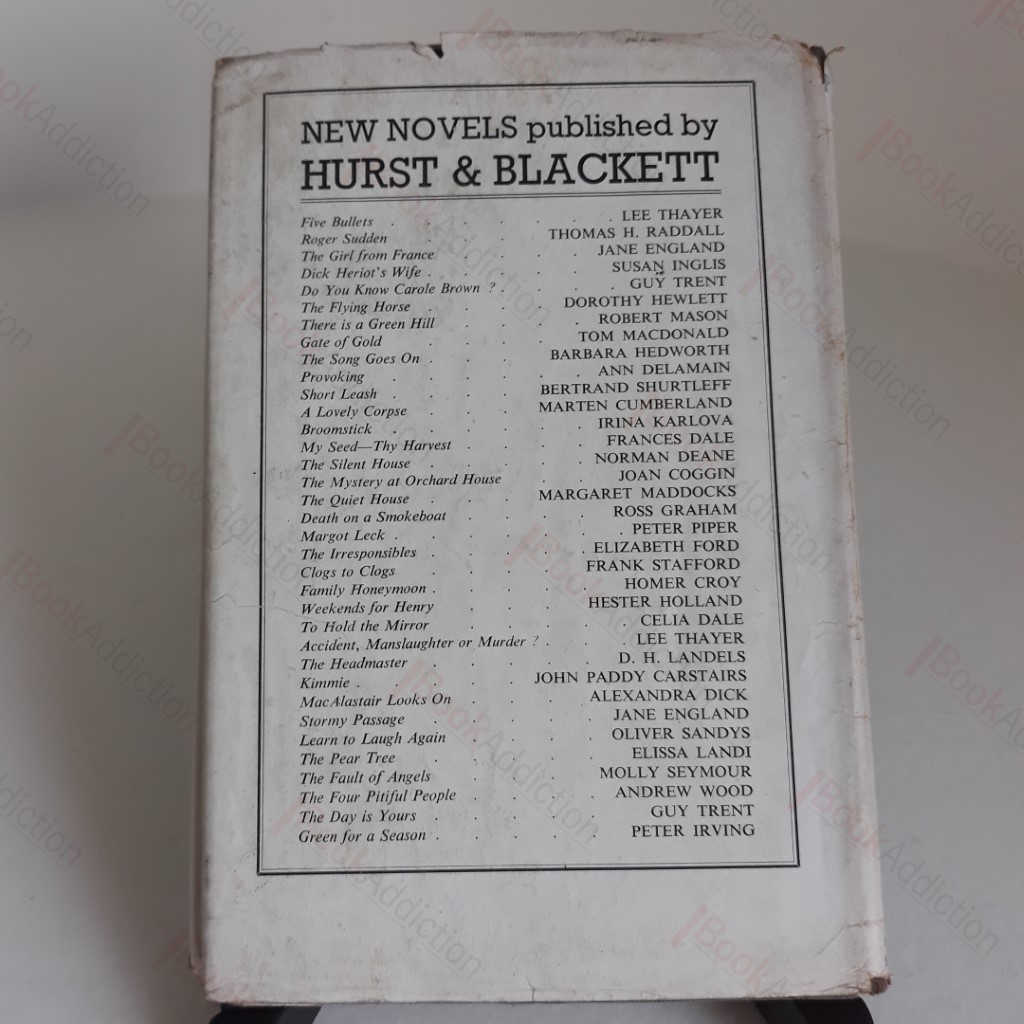 NEW NOVELS published by
HURST & BLACKETT
Five Bullets . . . . . . . LEE THAYER
Roger Sudden . . . . THOMAS H. RADDALL
The Girl from France . . . . JANE ENGLAND
Dick Heriot's Wife . . . . . SUSAN INGLIS
Do You Know Carole Brown ? . . . . . GUY TRENT
The Flying Horse . . . . DOROTHY HEWLETT
There is a Green Hill . . . . ROBERT MASON
Gate of Gold . . . . TOM MACDONALD
The Song Goes On . . . . BARBARA HEDWORTH
Provoking . . . . . . ANN DELAMAIN
Short Leash . . . . BERTRAND SHURTLEFF
A Lovely Corpse . . . MARTEN CUMBERLAND
Broomstick . . . . . . IRINA KARLOVA
My Seed—Thy Harvest . . . . FRANCES DALE
The Silent House . . . . . NORMAN DEANE
The Mystery at Orchard House . . . JOAN COGGIN
The Quiet House . . . MARGARET MADDOCKS
Death on a Smokeboat . . . . ROSS GRAHAM
Margot Leck . . . . . . PETER PIPER
The Irresponsibles . . . . . ELIZABETH FORD
Clogs to Clogs . . . . . FRANK STAFFORD
Family Honeymoon . . . . . HOMER CROY
Weekends for Henry . . . . HESTER HOLLAND
To Hold the Mirror . . . . . CELIA DALE
Accident, Manslaughter or Murder ? . . . LEE THAYER
The Headmaster . . . . . D. H. LANDELS
Kimmie . . . . . JOHN PADDY CARSTAIRS
MacAlastair Looks On . . . . ALEXANDRA DICK
Stormy Passage . . . . . JANE ENGLAND
Learn to Laugh Again . . . . OLIVER SANDYS
The Pear Tree . . . . . ELISSA LANDI
The Fault of Angels . . . . MOLLY SEYMOUR
The Four Pitiful People . . . . ANDREW WOOD
The Day is Yours . . . . . GUY TRENT
Green for a Season . . . . . PETER IRVING